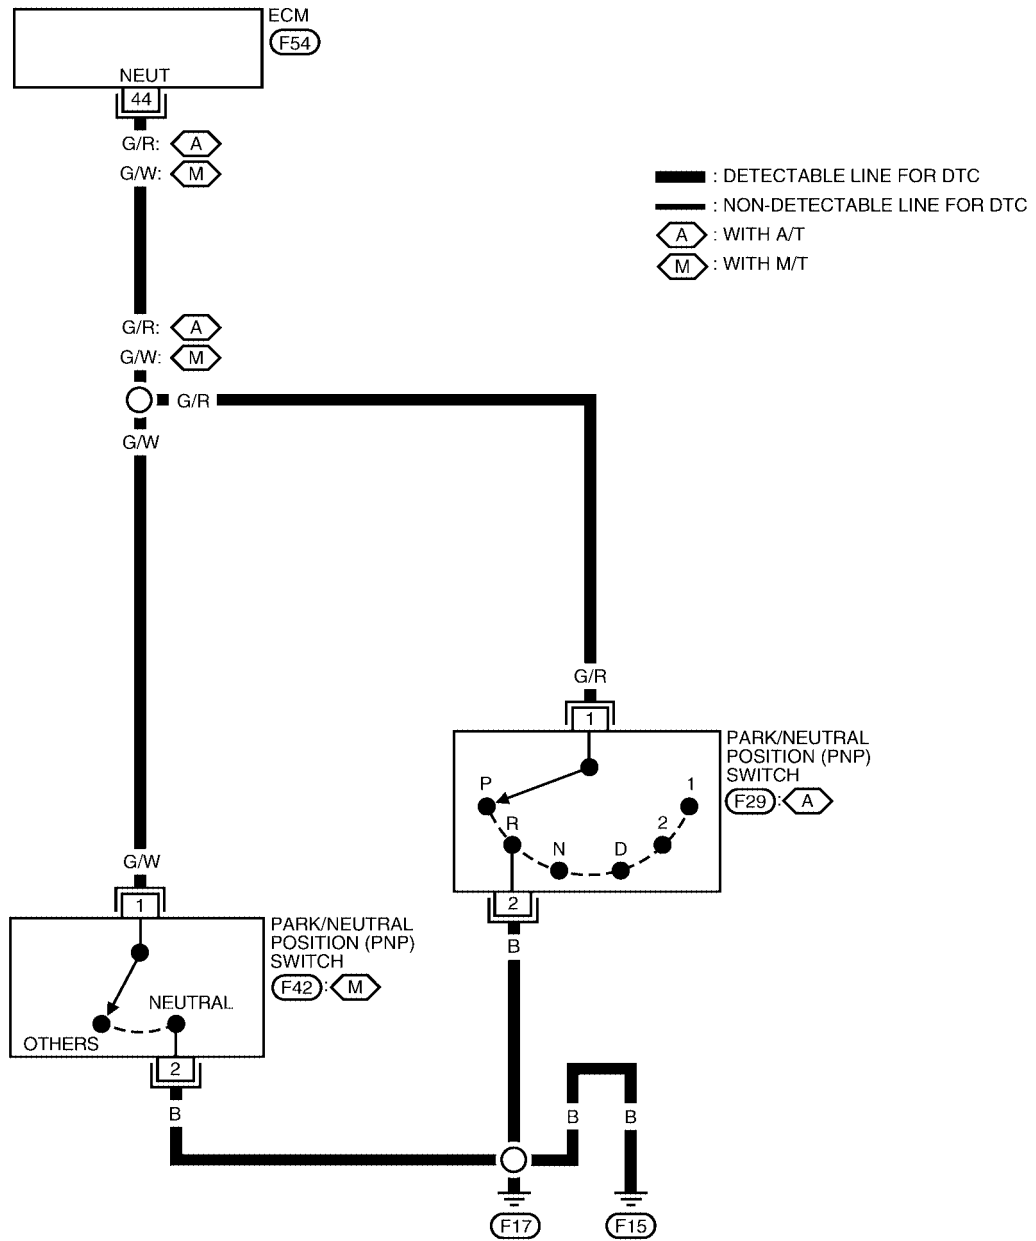 ECM
F54
NEUT
44
G/R: A
G/W: M
: DETECTABLE LINE FOR DTC
: NON-DETECTABLE LINE FOR DTC
A : WITH A/T
M : WITH M/T
G/R: A
G/W: M
G/R
G/W
G/R
1
PARK/NEUTRAL
POSITION (PNP)
SWITCH
F29 : A
P
R
N
D
2
1
2
B
G/W
1
PARK/NEUTRAL
POSITION (PNP)
SWITCH
F42 : M
NEUTRAL
OTHERS
2
B
B
B
F17
F15